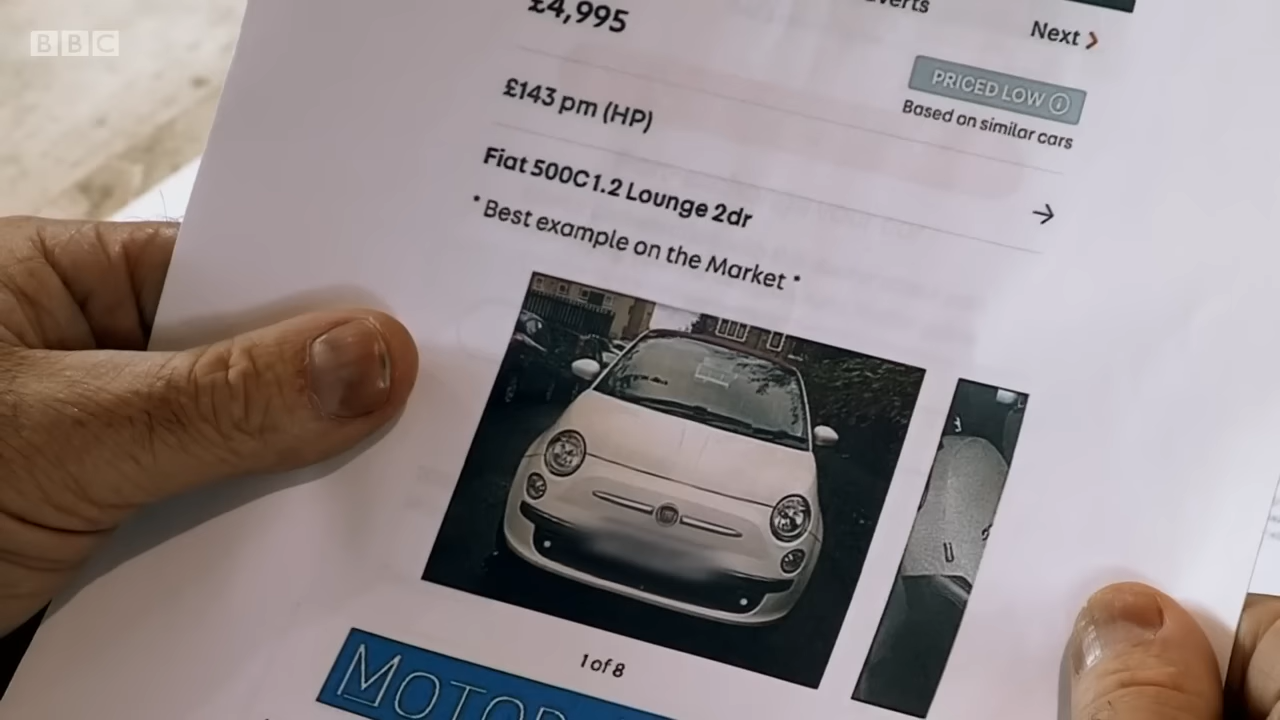 BBC
£4,995
Next >
PRICED LOW
Based on similar cars
£143 pm (HP)
Fiat 500C 1.2 Lounge 2dr
* Best example on the Market *
1 of 8